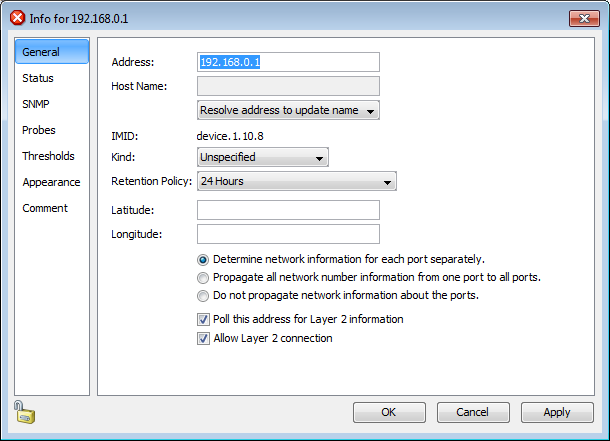 Info for 192.168.0.1
General
Status
SNMP
Probes
Thresholds
Appearance
Comment
Address: 192.168.0.1
Host Name:
Resolve address to update name
IMID: device.1.10.8
Kind: Unspecified
Retention Policy: 24 Hours
Latitude:
Longitude:
Determine network information for each port separately.
Propagate all network number information from one port to all ports.
Do not propagate network information about the ports.
Poll this address for Layer 2 information
Allow Layer 2 connection
OK Cancel Apply